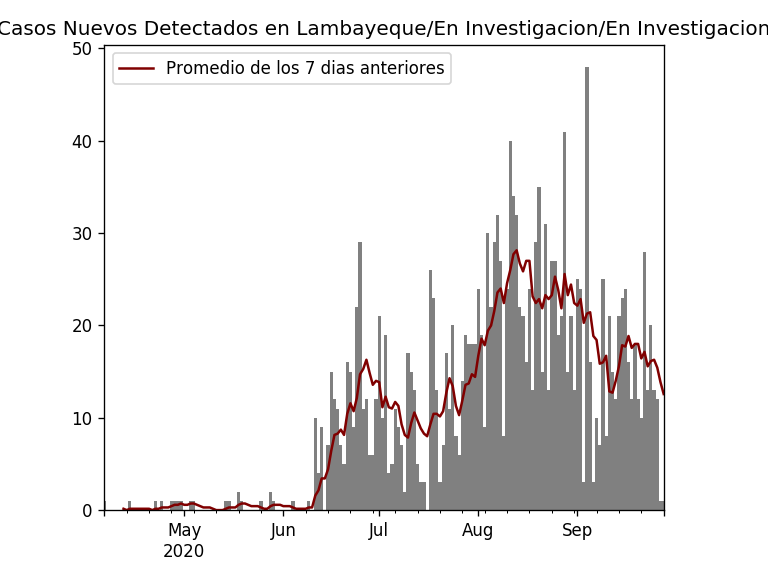 Casos Nuevos Detectados en Lambayeque/En Investigacion/En Investigacion
Promedio de los 7 dias anteriores
50
40
30
20
10
0
May Jun Jul Aug Sep
2020